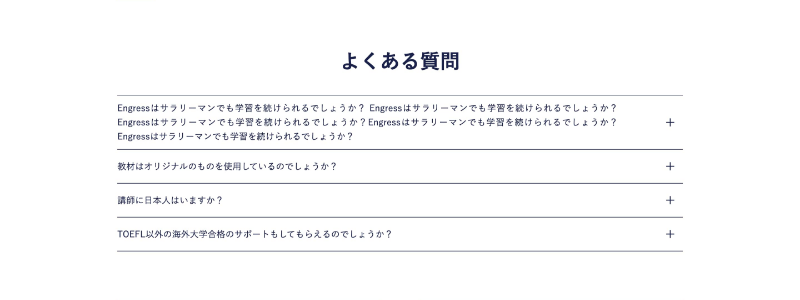 よくある質問
Engressはサラリーマンでも学習を続けられるでしょうか？ Engressはサラリーマンでも学習を続けられるでしょうか？
Engressはサラリーマンでも学習を続けられるでしょうか？Engressはサラリーマンでも学習を続けられるでしょうか？
Engressはサラリーマンでも学習を続けられるでしょうか？
教材はオリジナルのものを使用しているのでしょうか？
講師に日本人はいますか？
TOEFL以外の海外大学合格のサポートもしてもらえるのでしょうか？